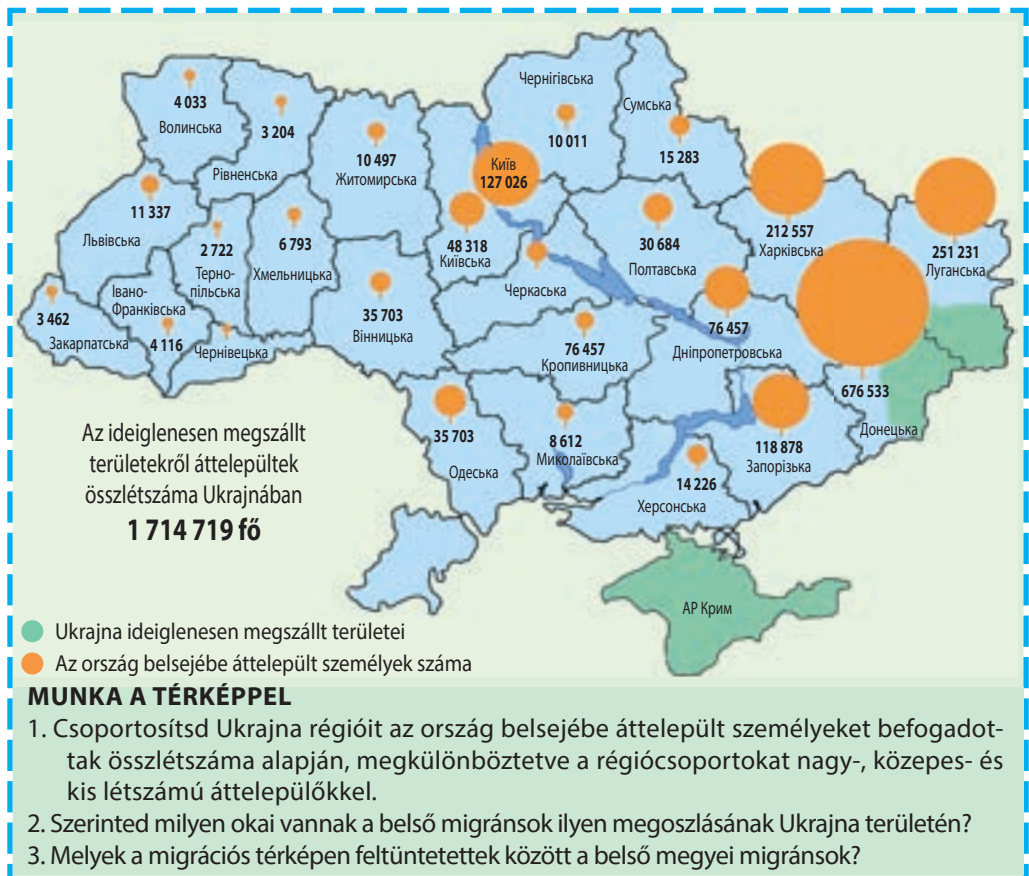 Чернігівська
10 011
Сумська
15 283
4 033
Волинська
3 204
Рівненська
10 497
Житомирська
Київ
127 026
11 337
Львівська
2 722
Терно-
пільська
6 793
Хмельницька
48 318
Київська
30 684
Полтавська
212 557
Харківська
251 231
Луганська
3 462
Закарпатська
Івано-
Франківська
4 116
Чернівецька
35 703
Вінницька
Черкаська
76 457
Кропивницька
76 457
Дніпропетровська
676 533
Донецька
35 703
Одеська
8 612
Миколаївська
118 878
Запорізька
14 226
Херсонська
АР Крим
Az ideiglenesen megszállt
területekről áttelepültek
összlétszáma Ukrajnában
1 714 719 fő
Ukrajna ideiglenesen megszállt területei
Az ország belsejébe áttelepült személyek száma
MUNKA A TÉRKÉPPEL
1. Csoportosítsd Ukrajna régióit az ország belsejébe áttelepült személyeket befogadot-
tak összlétszáma alapján, megkülönböztetve a régiócsoportokat nagy-, közepes- és
kis létszámú áttelepülőkkel.
2. Szerinted milyen okai vannak a belső migránsok ilyen megoszlásának Ukrajna területén?
3. Melyek a migrációs térképen feltüntetettek között a belső megyei migránsok?